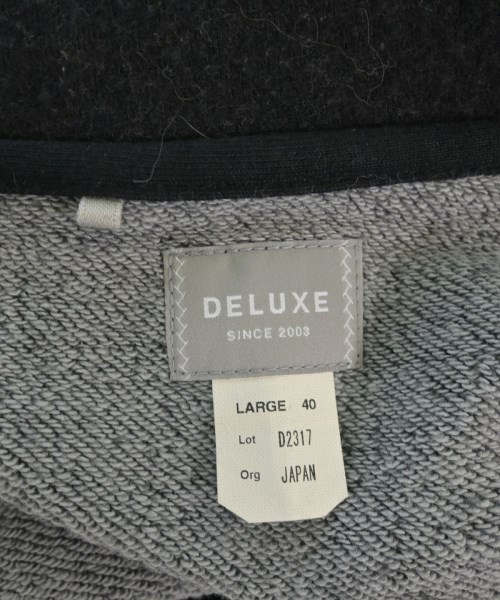 DELUXE
SINCE 2003
LARGE 40
Lot D2317
Org JAPAN